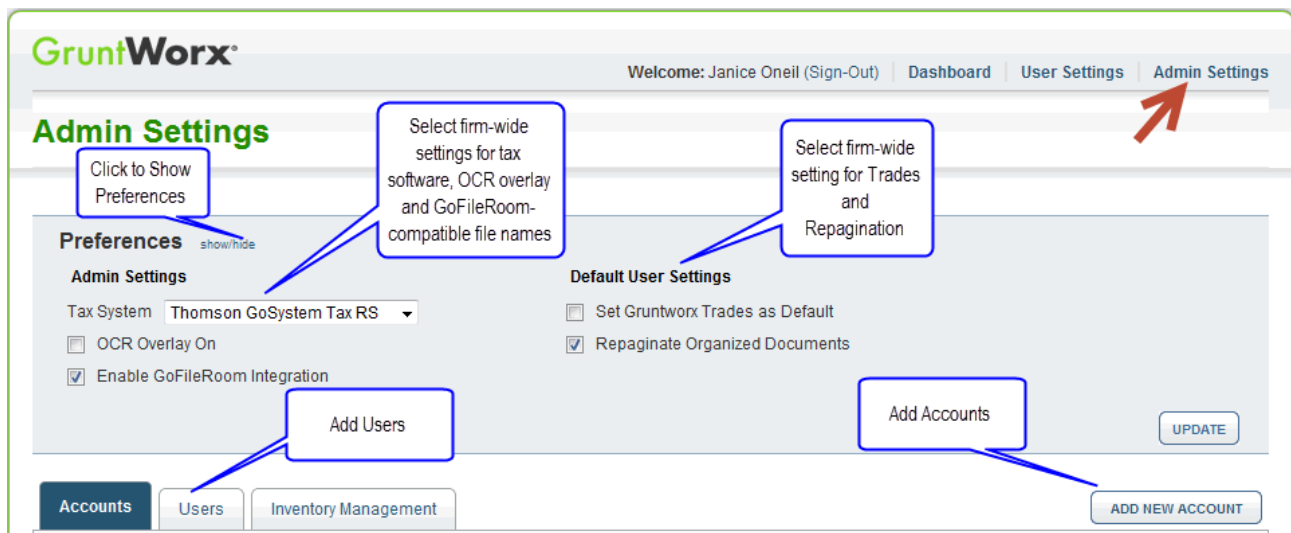 GruntWorx®
Welcome: Janice Oneil (Sign-Out) Dashboard User Settings Admin Settings
Admin Settings
Click to Show
Preferences
Select firm-wide
settings for tax
software, OCR overlay
and GoFileRoom-
compatible file names
Select firm-wide
setting for Trades
and
Repagination
Preferences show/hide
Admin Settings
Default User Settings
Tax System Thomson GoSystem Tax RS
Set Gruntworx Trades as Default
OCR Overlay On
Repaginate Organized Documents
Enable GoFileRoom Integration
Add Users
Add Accounts
UPDATE
Accounts Users Inventory Management
ADD NEW ACCOUNT